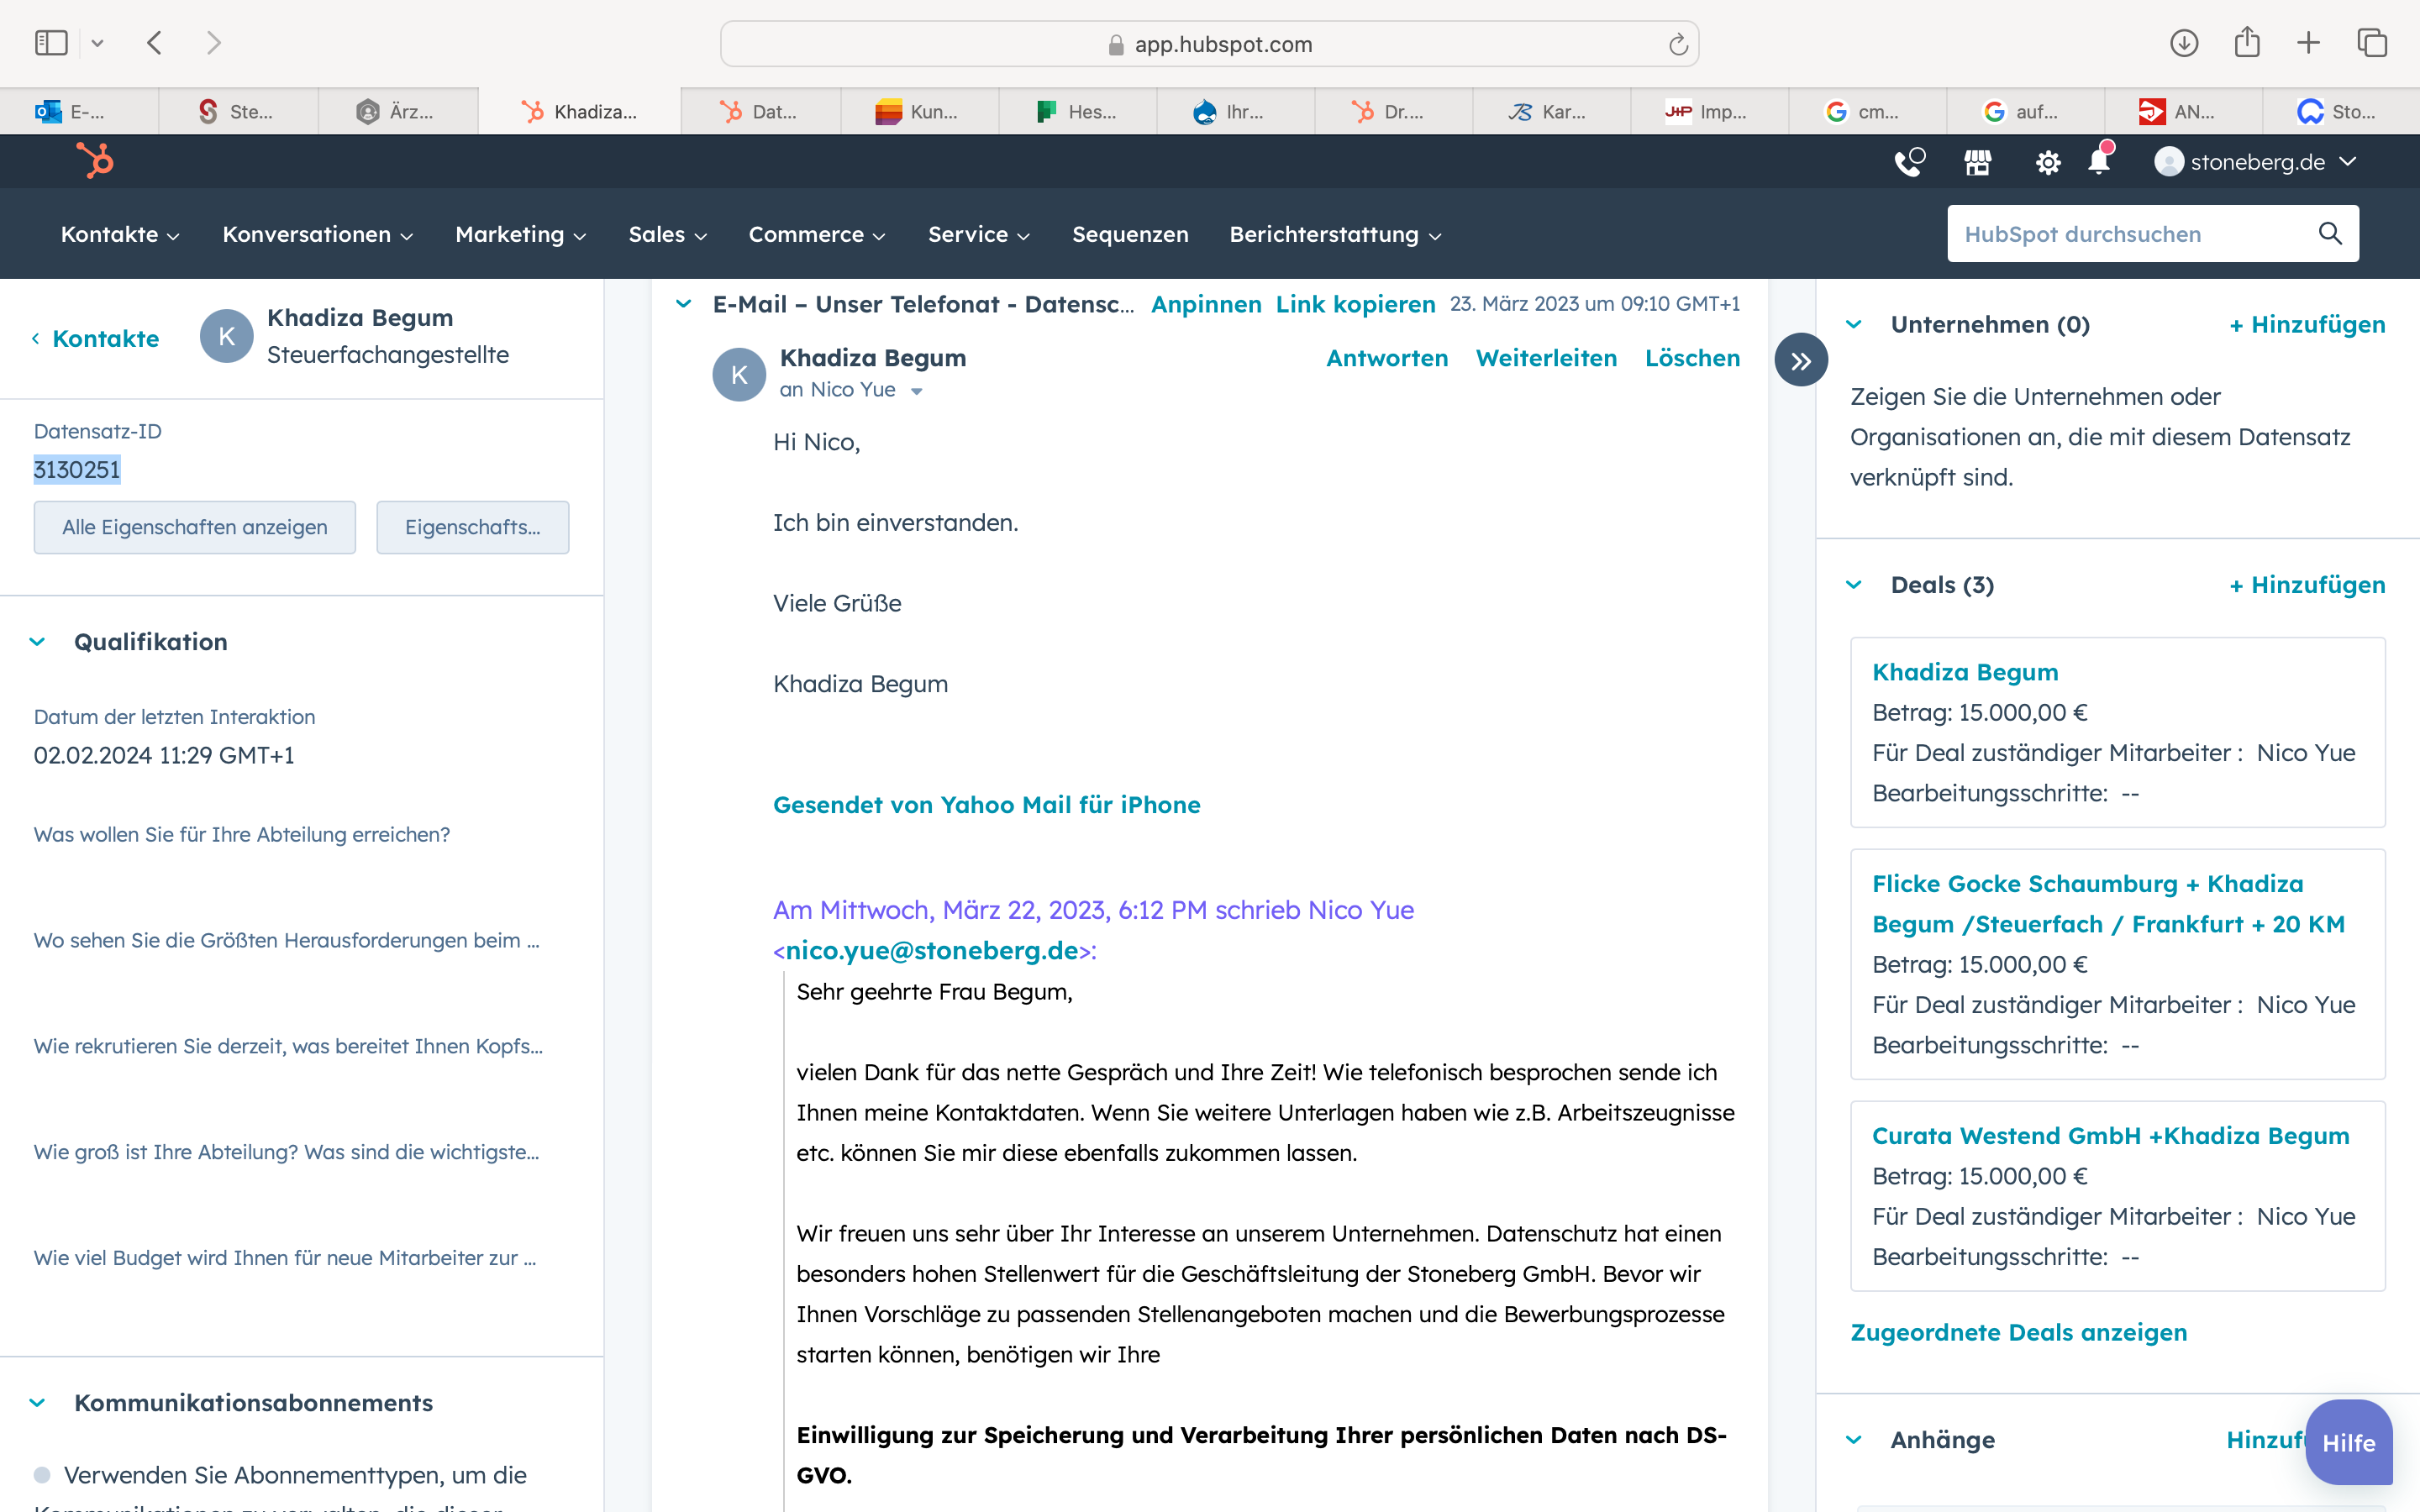 app.hubspot.com
E-...
Ste...
Ärz...
Khadiza...
Dat...
Kun...
Hes...
Ihr...
Dr....
Kar...
Imp...
cm...
auf...
AN...
Sto...
stoneberg.de
Kontakte
Konversationen
Marketing
Sales
Commerce
Service
Sequenzen
Berichterstattung
HubSpot durchsuchen
Kontakte
K
Khadiza Begum
Steuerfachangestellte
Datensatz-ID
3130251
Alle Eigenschaften anzeigen
Eigenschafts...
Qualifikation
Datum der letzten Interaktion
02.02.2024 11:29 GMT+1
Was wollen Sie für Ihre Abteilung erreichen?
Wo sehen Sie die Größten Herausforderungen beim ...
Wie rekrutieren Sie derzeit, was bereitet Ihnen Kopfs...
Wie groß ist Ihre Abteilung? Was sind die wichtigste...
Wie viel Budget wird Ihnen für neue Mitarbeiter zur ...
Kommunikationsabonnements
Verwenden Sie Abonnementtypen, um die
E-Mail – Unser Telefonat - Datensc... Anpinnen Link kopieren 23. März 2023 um 09:10 GMT+1
K
Khadiza Begum
an Nico Yue
Antworten Weiterleiten Löschen
Hi Nico,
Ich bin einverstanden.
Viele Grüße
Khadiza Begum
Gesendet von Yahoo Mail für iPhone
Am Mittwoch, März 22, 2023, 6:12 PM schrieb Nico Yue
<nico.yue@stoneberg.de>:
Sehr geehrte Frau Begum,
vielen Dank für das nette Gespräch und Ihre Zeit! Wie telefonisch besprochen sende ich
Ihnen meine Kontaktdaten. Wenn Sie weitere Unterlagen haben wie z.B. Arbeitszeugnisse
etc. können Sie mir diese ebenfalls zukommen lassen.
Wir freuen uns sehr über Ihr Interesse an unserem Unternehmen. Datenschutz hat einen
besonders hohen Stellenwert für die Geschäftsleitung der Stoneberg GmbH. Bevor wir
Ihnen Vorschläge zu passenden Stellenangeboten machen und die Bewerbungsprozesse
starten können, benötigen wir Ihre
Einwilligung zur Speicherung und Verarbeitung Ihrer persönlichen Daten nach DS-
GVO.
Unternehmen (0)
+ Hinzufügen
Zeigen Sie die Unternehmen oder
Organisationen an, die mit diesem Datensatz
verknüpft sind.
Deals (3)
+ Hinzufügen
Khadiza Begum
Betrag: 15.000,00 €
Für Deal zuständiger Mitarbeiter : Nico Yue
Bearbeitungsschritte: --
Flicke Gocke Schaumburg + Khadiza
Begum /Steuerfach / Frankfurt + 20 KM
Betrag: 15.000,00 €
Für Deal zuständiger Mitarbeiter : Nico Yue
Bearbeitungsschritte: --
Curata Westend GmbH +Khadiza Begum
Betrag: 15.000,00 €
Für Deal zuständiger Mitarbeiter : Nico Yue
Bearbeitungsschritte: --
Zugeordnete Deals anzeigen
Anhänge
Hilfe